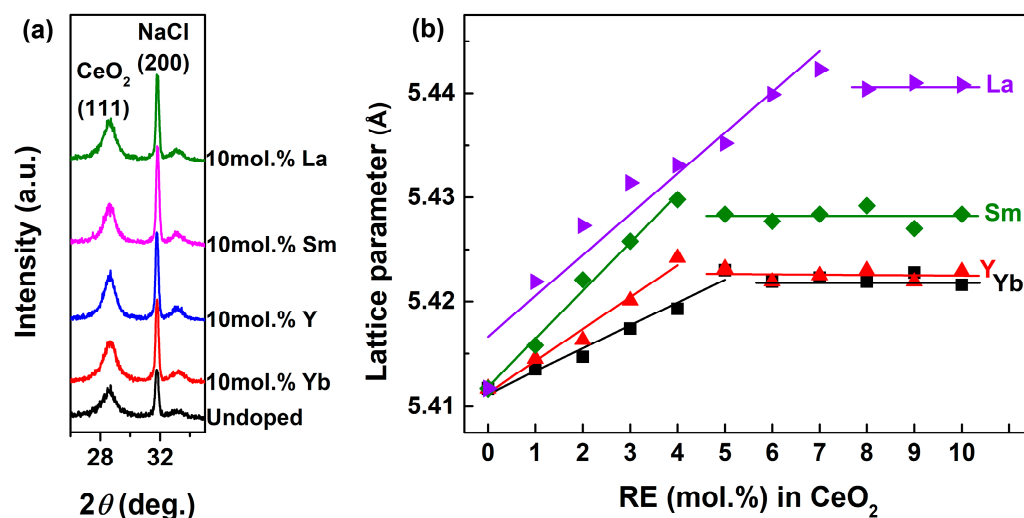 (a)
NaCl
(200)
CeO2
(111)
10mol.% La
10mol.% Sm
10mol.% Y
10mol.% Yb
Undoped
Intensity (a.u.)
28 32
2θ (deg.)
(b)
5.44
5.43
5.42
5.41
Lattice parameter (Å)
La
Sm
Y
Yb
0 1 2 3 4 5 6 7 8 9 10
RE (mol.%) in CeO2